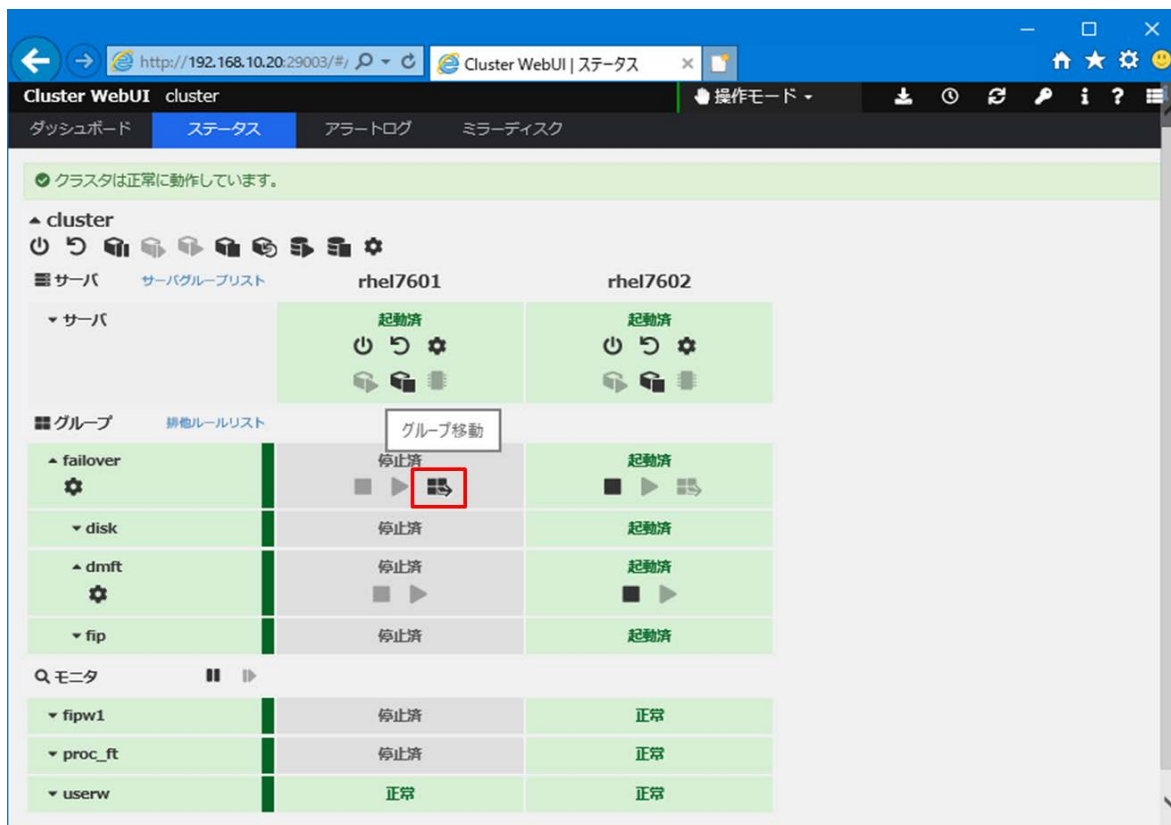 http://192.168.10.20:29003/#/ Cluster WebUI | ステータス
Cluster WebUI cluster 操作モード
ダッシュボード ステータス アラートログ ミラーディスク
クラスタは正常に動作しています。
cluster
サーバ サーバグループリスト rhel7601 rhel7602
サーバ 起動済 起動済
グループ 排他ルールリスト
グループ移動
failover 停止済 起動済
disk 停止済 起動済
dmft 停止済 起動済
fip 停止済 起動済
モニタ
fipw1 停止済 正常
proc_ft 停止済 正常
userw 正常 正常